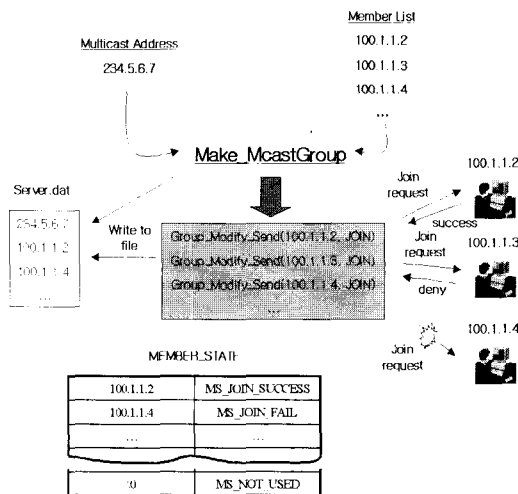 Multicast Address
234.5.6.7
Member List
100.1.1.2
100.1.1.3
100.1.1.4
...
Make_McastGroup
Server.dat
234.5.6.7
100.1.1.2
100.1.1.4
...
Write to
file
Group_Modify_Send(100.1.1.2, JOIN)
Group_Modify_Send(100.1.1.3, JOIN)
Group_Modify_Send(100.1.1.4, JOIN)
...
Join
request
100.1.1.2
success
Join
request
100.1.1.3
deny
Join
request
100.1.1.4
MEMBER_STATE
100.1.1.2 MS_JOIN_SUCCESS
100.1.1.4 MS_JOIN_FAIL
... ...
MS_NOT USED